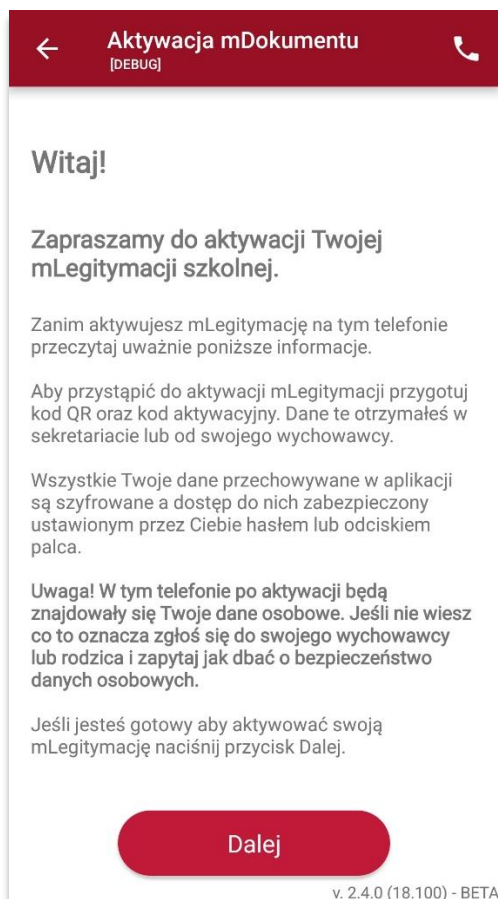 Aktywacja mDokumentu
[DEBUG]
Witaj!
Zapraszamy do aktywacji Twojej
mLegitymacji szkolnej.
Zanim aktywujesz mLegitymację na tym telefonie
przeczytaj uważnie poniższe informacje.
Aby przystąpić do aktywacji mLegitymacji przygotuj
kod QR oraz kod aktywacyjny. Dane te otrzymałeś w
sekretariacie lub od swojego wychowawcy.
Wszystkie Twoje dane przechowywane w aplikacji
są szyfrowane a dostęp do nich zabezpieczony
ustawionym przez Ciebie hasłem lub odciskiem
palca.
Uwaga! W tym telefonie po aktywacji będą
znajdowały się Twoje dane osobowe. Jeśli nie wiesz
co to oznacza zgłoś się do swojego wychowawcy
lub rodzica i zapytaj jak dbać o bezpieczeństwo
danych osobowych.
Jeśli jesteś gotowy aby aktywować swoją
mLegitymację naciśnij przycisk Dalej.
Dalej
v. 2.4.0 (18.100) - BETA